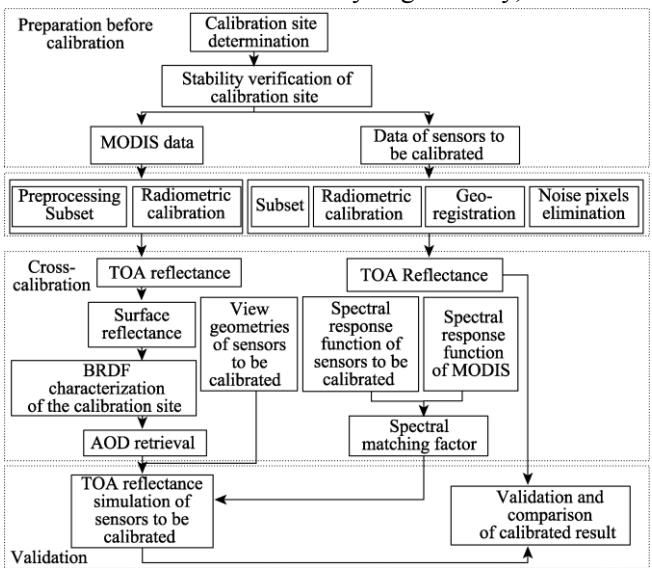 Preparation before
calibration
Calibration site
determination
Stability verification of
calibration site
MODIS data
Data of sensors to
be calibrated
Preprocessing
Subset
Radiometric
calibration
Subset
Radiometric
calibration
Geo-
registration
Noise pixels
elimination
Cross-
calibration
TOA reflectance
TOA Reflectance
Surface
reflectance
View
geometries
of sensors
to be
calibrated
Spectral
response
function of
sensors to be
calibrated
Spectral
response
function
of MODIS
BRDF
characterization
of the calibration site
AOD retrieval
Spectral
matching factor
TOA reflectance
simulation of
sensors to be
calibrated
Validation and
comparison
of calibrated result
Validation